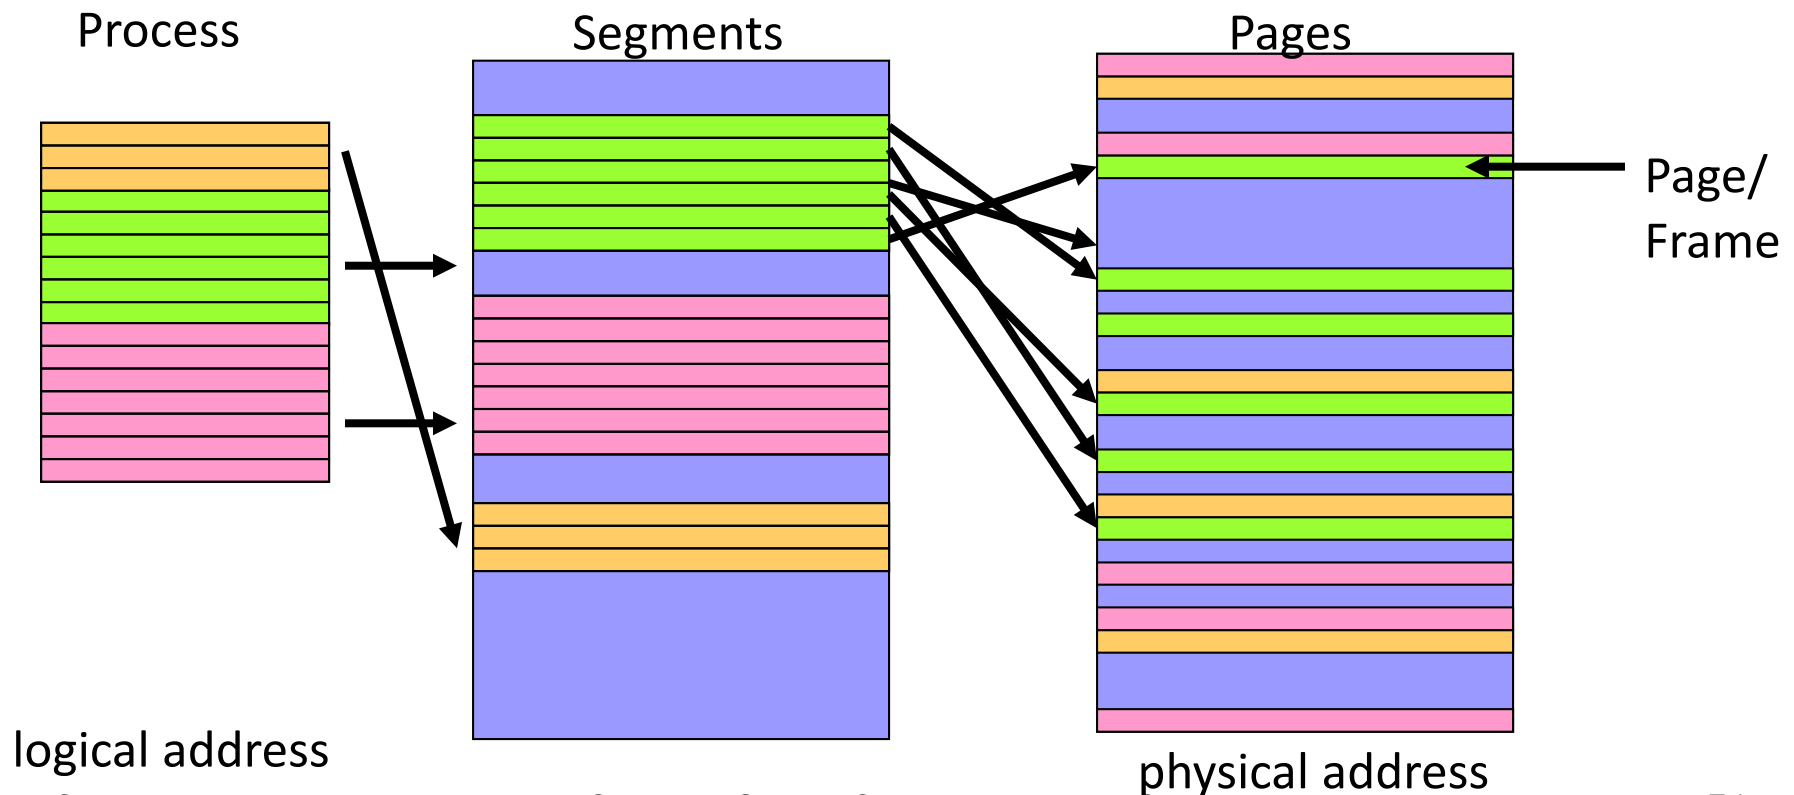 Process
Segments
Pages
Page/
Frame
logical address
physical address